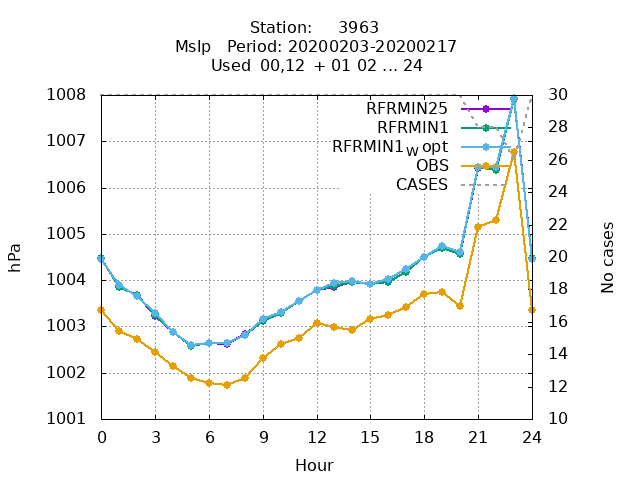 Station:     3963
Mslp   Period: 20200203-20200217
Used  00,12  + 01 02 ... 24
1008
1007
1006
1005
1004
1003
1002
1001
30
28
26
24
22
20
18
16
14
12
10
RFRMIN25
RFRMIN1
RFRMIN1w opt
OBS
CASES
hPa
No cases
0 3 6 9 12 15 18 21 24
Hour